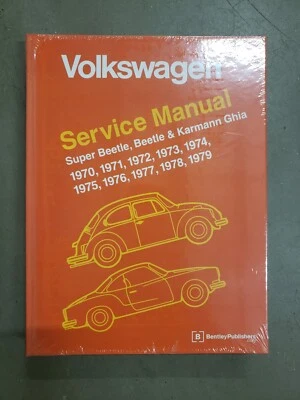 Volkswagen
Service Manual
Super Beetle, Beetle & Karmann Ghia
1970, 1971, 1972, 1973, 1974,
1975, 1976, 1977, 1978, 1979
B BentleyPublishers